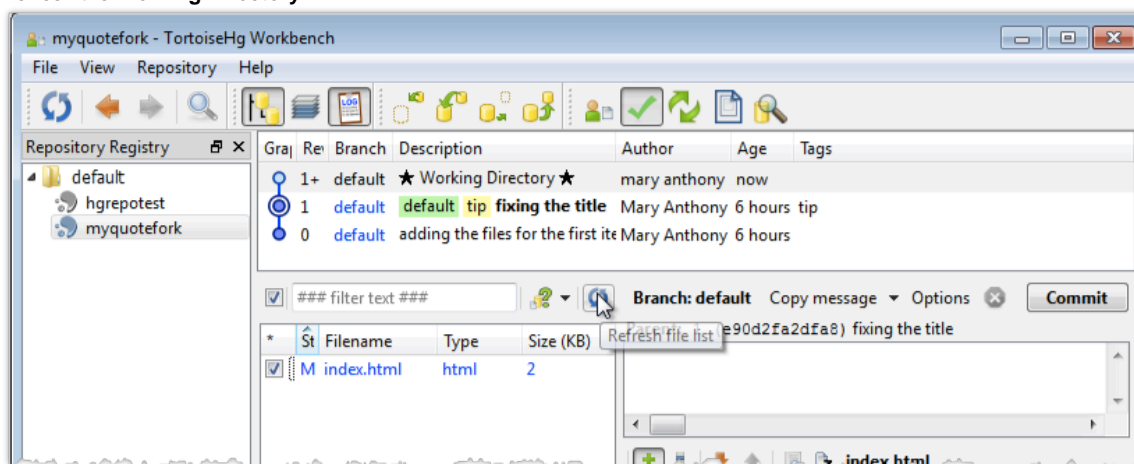 myquotefork - TortoiseHg Workbench
File View Repository Help
LOG
Repository Registry
default
hgrepotest
myquotefork
Graj Rev Branch Description Author Age Tags
1+ default ★ Working Directory ★ mary anthony now
1 default default tip fixing the title Mary Anthony 6 hours tip
0 default adding the files for the first ite Mary Anthony 6 hours
### filter text ###
Branch: default Copy message Options Commit
Refresh file list
e90d2fa2dfa8) fixing the title
* St Filename Type Size (KB)
M index.html html 2
index.html